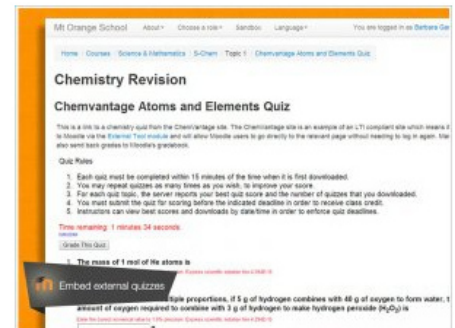 Mt Orange School About Choose a role Sandbox Language You are logged in as Barbara Gar
Home Courses Science & Mathematics S-Chem Topic 1 Chemvantage Atoms and Elements Quiz
Chemistry Revision
Chemvantage Atoms and Elements Quiz
This is a link to a chemistry quiz from the ChemVantage site. The Chemvantage site is an example of an LTI compliant site which means it
to Moodle via the External Tool module and will allow Moodle users to go directly to the relevant page without needing to log in again.
also send back grades to Moodle's gradebook.
Quiz Rules
1. Each quiz must be completed within 15 minutes of the time when it is first downloaded.
2. You may repeat quizzes as many times as you wish, to improve your score.
3. For each quiz topic, the server reports your best quiz score and the number of quizzes that you downloaded.
4. You must submit the quiz for scoring before the indicated deadline in order to receive class credit.
5. Instructors can view best scores and downloads by date/time in order to enforce quiz deadlines.
Time remaining: 1 minutes 34 seconds
Grade This Quiz
1. The mass of 1 mol of He atoms is
Embed external quizzes
tiple proportions, if 5 g of hydrogen combines with 40 g of oxygen to form water, t
amount of oxygen required to combine with 3 g of hydrogen to make hydrogen peroxide (H₂O₂) is